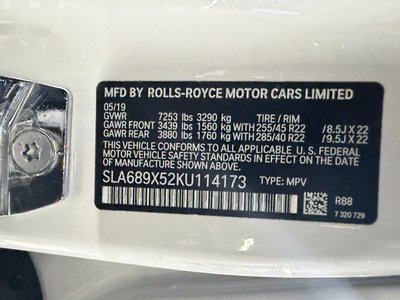 MFD BY ROLLS-ROYCE MOTOR CARS LIMITED
05/19
GVWR 7253 lbs 3290 kg TIRE / RIM
GAWR FRONT 3439 lbs 1560 kg WITH 255/45 R22 /8.5J X 22
GAWR REAR 3880 lbs 1760 kg WITH 285/40 R22 /9.5J X 22
THIS VEHICLE CONFORMS TO ALL APPLICABLE U. S. FEDERAL
MOTOR VEHICLE SAFETY STANDARDS IN EFFECT ON THE
DATE OF MANUFACTURE SHOWN ABOVE.
SLA689X52KU114173 TYPE: MPV
R88
7 320 729